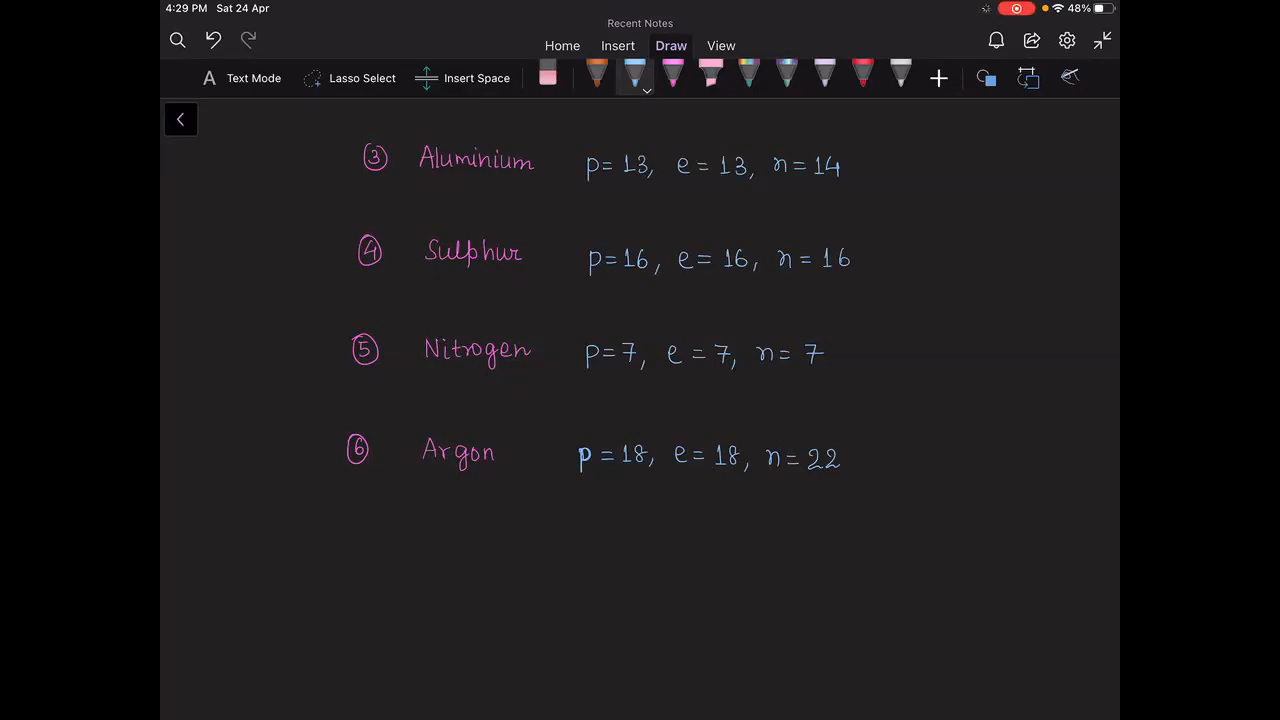 4:29 PM Sat 24 Apr 48%
Recent Notes
Home Insert Draw View
A Text Mode Lasso Select Insert Space
③ Aluminium p=13, e=13, n=14
④ Sulphur p=16, e=16, n=16
⑤ Nitrogen p=7, e=7, n=7
⑥ Argon p=18, e=18, n=22